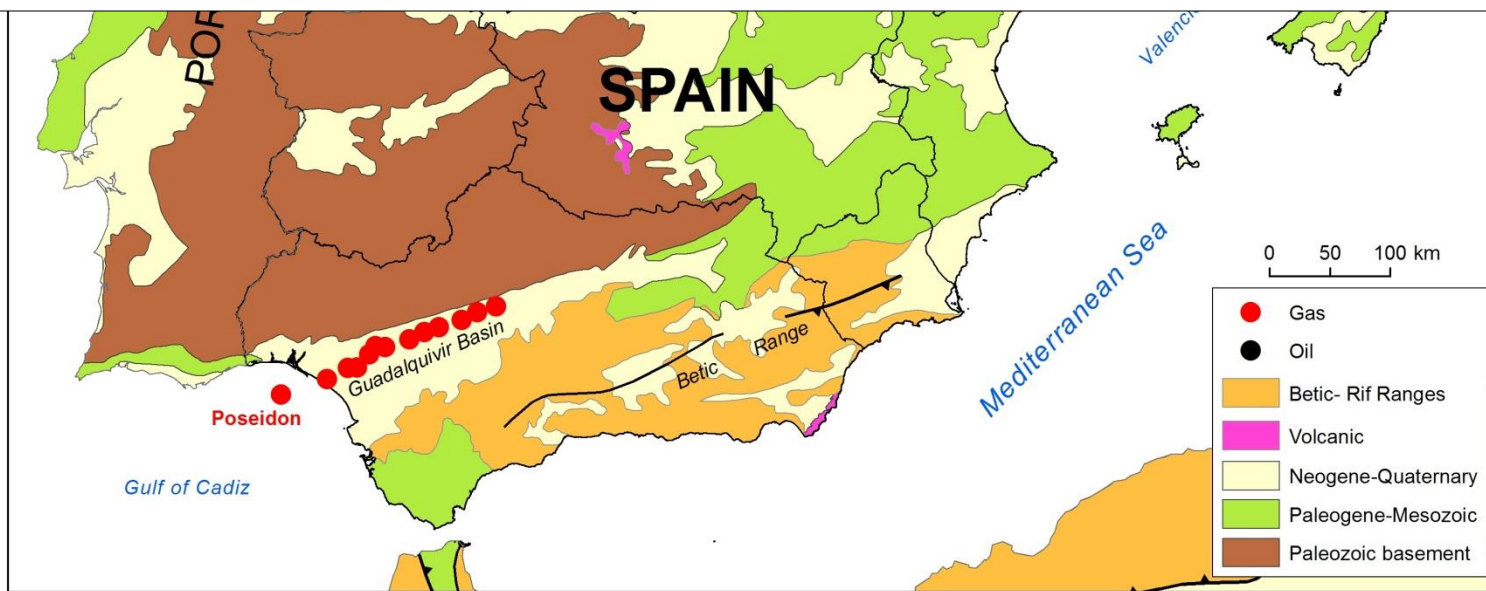 POR
SPAIN
Valenci
Mediterranean Sea
0 50 100 km
Guadalquivir Basin
Betic Range
Poseidon
Gulf of Cadiz
Gas
Oil
Betic- Rif Ranges
Volcanic
Neogene-Quaternary
Paleogene-Mesozoic
Paleozoic basement